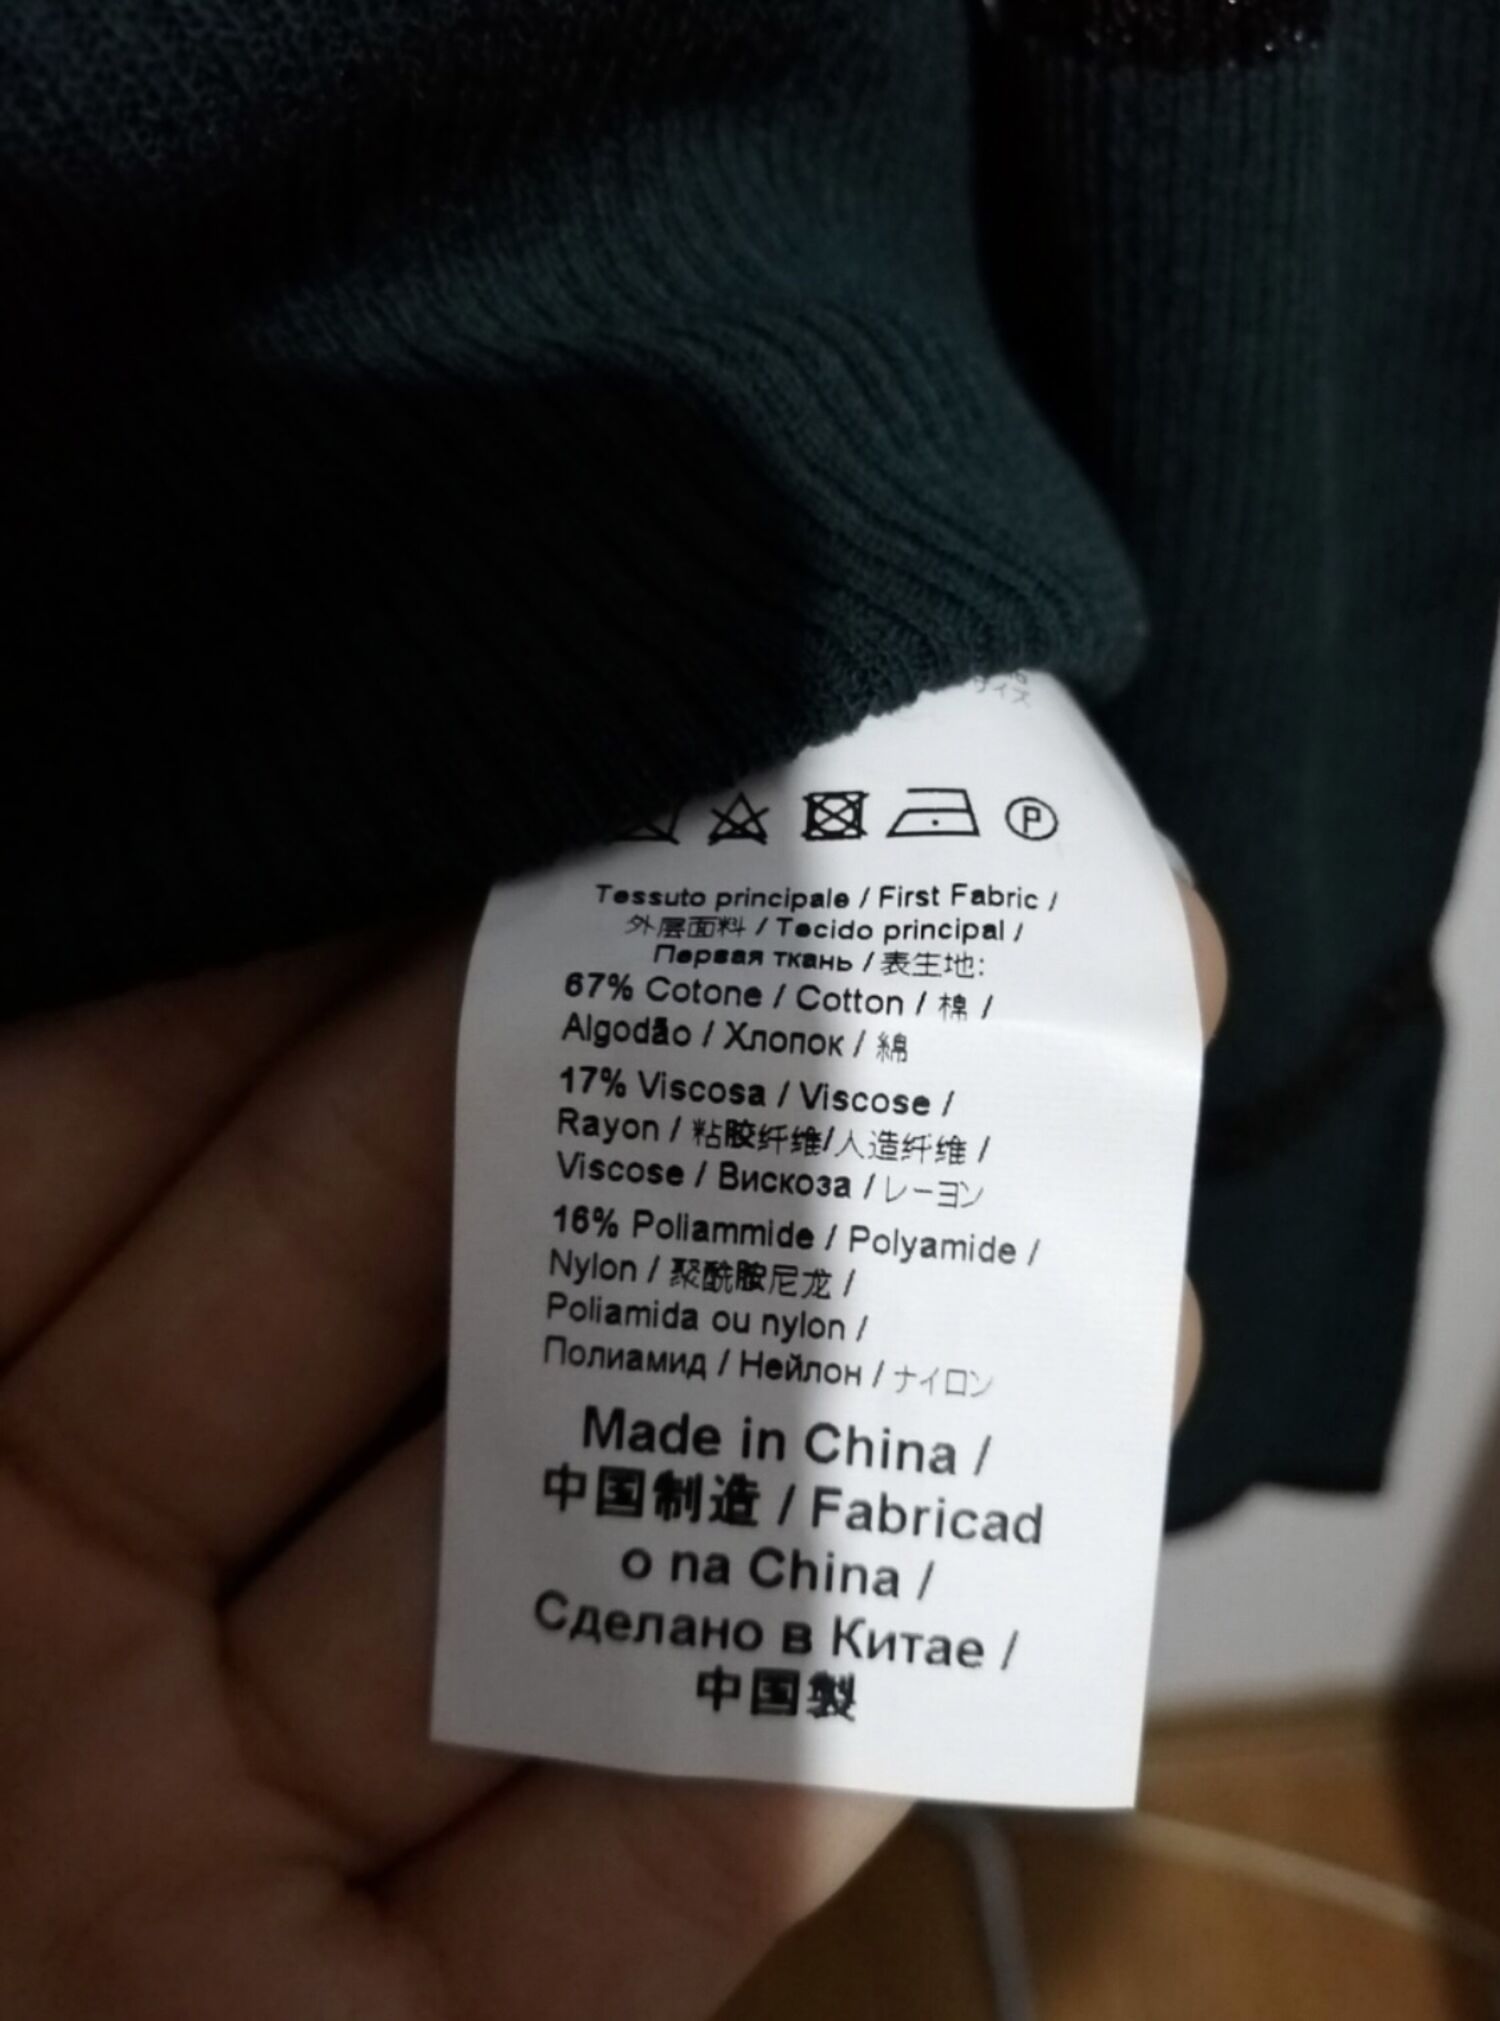 サイズ
P
Tessuto principale / First Fabric /
外层面料 / Tecido principal /
Первая ткань / 表生地:
67% Cotone / Cotton / 棉 /
Algodão / Хлопок / 綿
17% Viscosa / Viscose /
Rayon / 粘胶纤维/人造纤维 /
Viscose / Вискоза / レーヨン
16% Poliammide / Polyamide /
Nylon / 聚酰胺尼龙 /
Poliamida ou nylon /
Полиамид / Нейлон / ナイロン
Made in China /
中国制造 / Fabricad
o na China /
Сделано в Китае /
中国製